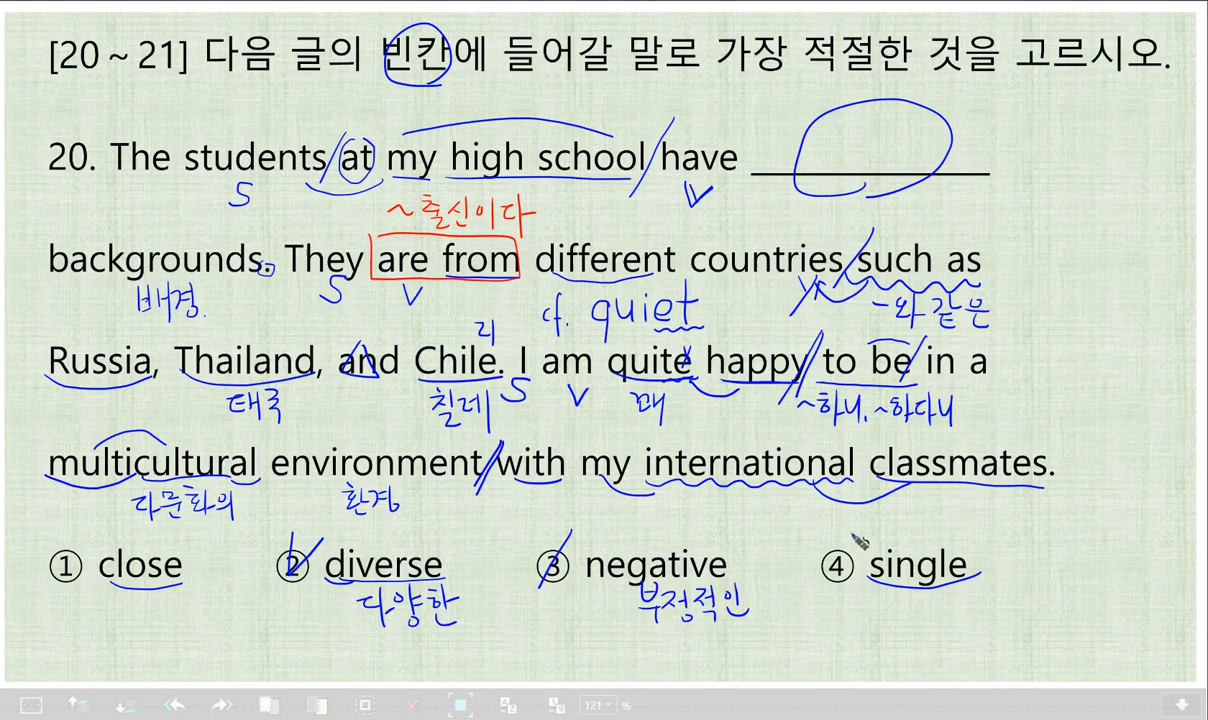 [20 ~ 21] 다음 글의 빈칸에 들어갈 말로 가장 적절한 것을 고르시오.
20. The students at my high school have ____________
S V
~출신이다
backgrounds. They are from different countries such as
배경. S V cf. quiet ~와 같은
리
Russia, Thailand, and Chile. I am quite happy to be in a
태국 칠레 S V 꽤 ~하니, ~하다니
multicultural environment with my international classmates.
다문화의 환경
① close ② diverse ③ negative ④ single
다양한 부정적인
121 %